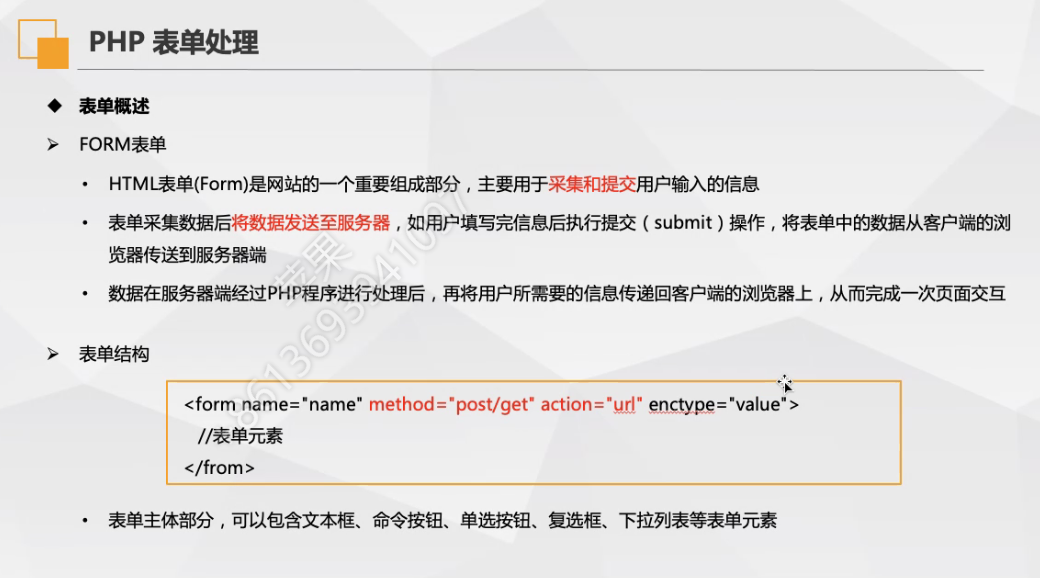 PHP 表单处理
◆ 表单概述
➢ FORM表单
• HTML表单(Form)是网站的一个重要组成部分，主要用于采集和提交用户输入的信息
• 表单采集数据后将数据发送至服务器，如用户填写完信息后执行提交（submit）操作，将表单中的数据从客户端的浏
览器传送到服务器端
• 数据在服务器端经过PHP程序进行处理后，再将用户所需要的信息传递回客户端的浏览器上，从而完成一次页面交互
➢ 表单结构
<form name="name" method="post/get" action="url" enctype="value">
//表单元素
</from>
• 表单主体部分，可以包含文本框、命令按钮、单选按钮、复选框、下拉列表等表单元素
苹果